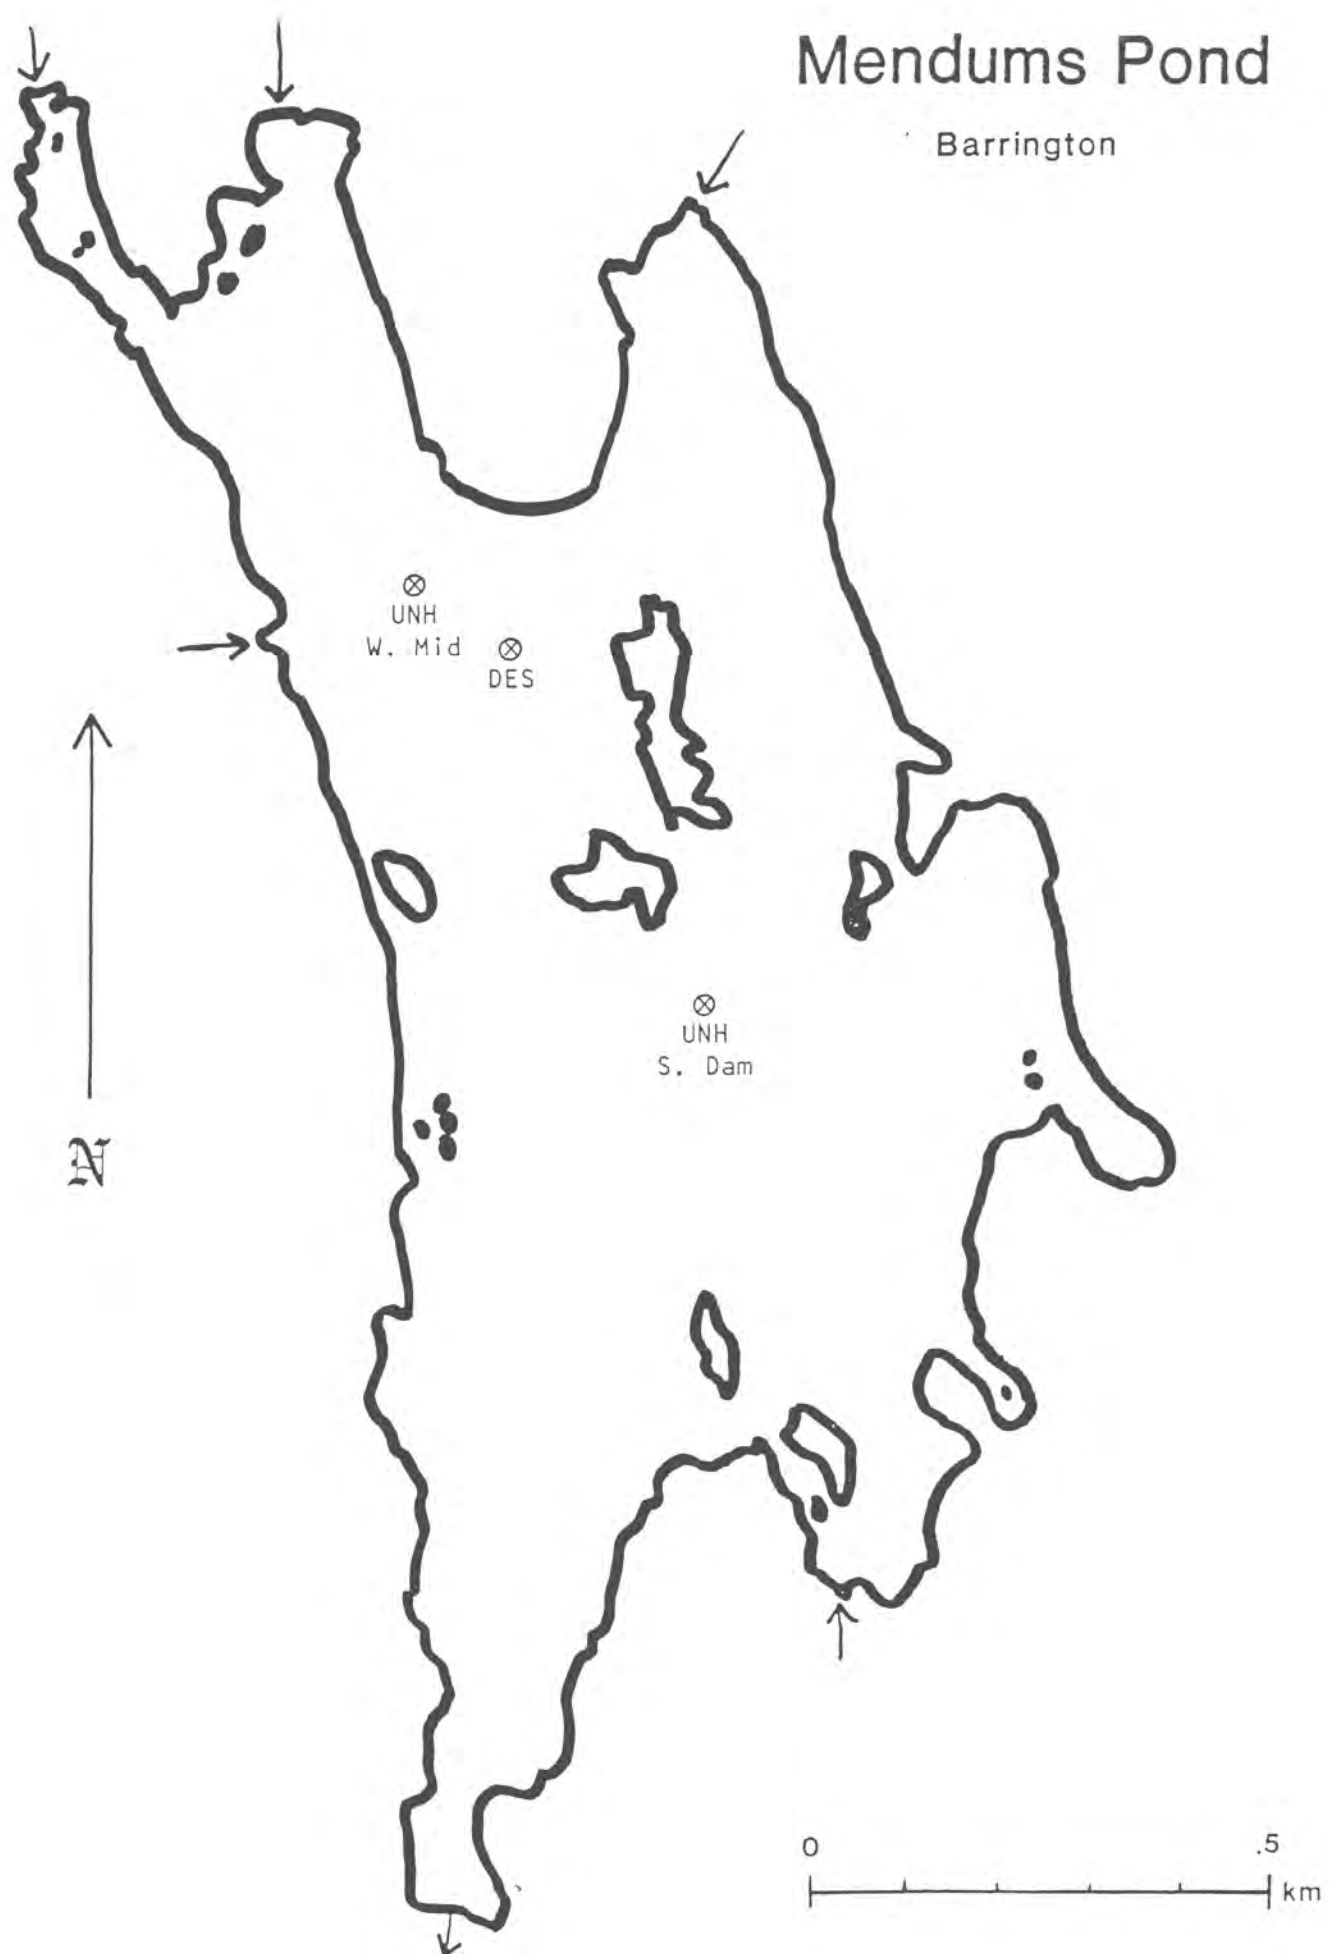 Mendums Pond
Barrington
UNH
W. Mid
DES
UNH
S. Dam
N
0 .5
km